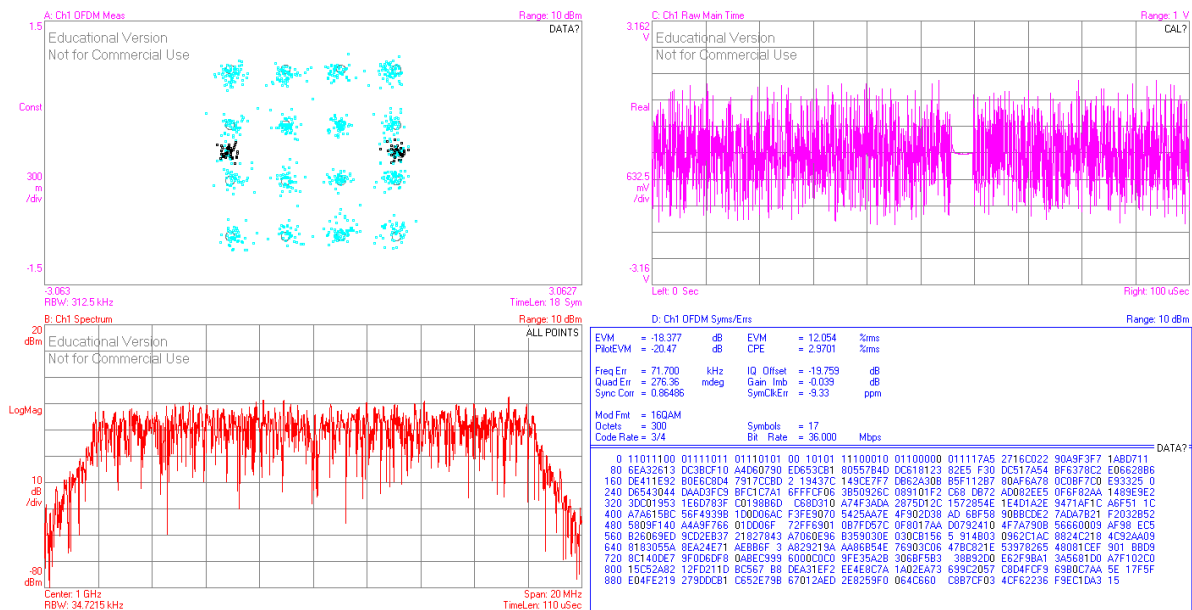 A: Ch1 OFDM Meas Range: 10 dBm
1.5 DATA?
Educational Version
Not for Commercial Use
Const
300
m
/div
-1.5
-3.063 3.0627
RBW: 312.5 kHz TimeLen: 18 Sym
C: Ch1 Raw Main Time Range: 1 V
3.162
V CAL?
Educational Version
Not for Commercial Use
Real
632.5
mV
/div
-3.16
V
Left: 0 Sec Right: 100 uSec
B: Ch1 Spectrum Range: 10 dBm
20
dBm ALL POINTS
Educational Version
Not for Commercial Use
LogMag
10
dB
/div
-80
dBm
Center: 1 GHz Span: 20 MHz
RBW: 34.7215 kHz TimeLen: 110 uSec
D: Ch1 OFDM Syms/Errs Range: 10 dBm
EVM = -18.377 dB EVM = 12.054 %rms
PilotEVM = -20.47 dB CPE = 2.9701 %rms
Freq Err = 71.700 kHz IQ Offset = -19.759 dB
Quad Err = 276.36 mdeg Gain Imb = -0.039 dB
Sync Corr = 0.86486 SymClkErr = -9.33 ppm
Mod Fmt = 16QAM
Octets = 300 Symbols = 17
Code Rate = 3/4 Bit Rate = 36.000 Mbps
DATA?
0 11011100 01111011 01110101 00 10101 11100010 01100000 011117A5 2716C022 90A9F3F7 1ABD711
80 6EA32613 DC3BCF10 A4D60790 ED653CB1 80557B4D DC618123 82E5 F30 DC517A54 BF6378C2 E06628B6
160 DE411E92 B0E6C8D4 7917CCBD 2 19437C 149CE7F7 DB62A30B B5F112B7 80AF6A78 0C0BF7C0 E93325 0
240 D6543044 DAAD3FC9 BFC1C7A1 6FFFCF06 3B50926C 089101F2 C68 DB72 AD082EE5 0F6F82AA 1489E9E2
320 3DC01953 1E6D783F C0198B6D C68D310 A74F3ADA 2875D12C 1572854E 1E4D1A2E 9471AF1C A6F51 1C
400 A7A615BC 56F4939B 1D0D06AC F3FE9070 5425AA7E 4F902D38 AD 6BF58 90BBCDE2 7ADA7B21 F2032B52
480 5809F140 A4A9F766 01DD06F 72FF6901 0B7FD57C 0F8017AA D0792410 4F7A790B 56660009 AF98 EC5
560 B26069ED 9CD2EB37 21827843 A7060E96 B359030E 030CB156 5 914B03 0962C1AC 8824C218 4C92AA09
640 8183055A 8EA24E71 AEBB6F 3 A829219A AA86B54E 76903C06 47BC821E 53978265 48081CEF 901 BBD9
720 8C140DE7 9F0D6DF8 0ABEC999 6000C0C0 9FE35A2B 306BF5B3 38B92D0 E62F9BA1 3A5681D0 A7F102C0
800 15C52A82 12FD211D BC567 B8 DEA31EF2 EE4E8C7A 1A02EA73 699C2057 C8D4FCF9 69B0C7AA 5E 17F5F
880 E04FE219 279DDCB1 C652E79B 67012AED 2E8259F0 064C660 C8B7CF03 4CF62236 F9EC1DA3 15